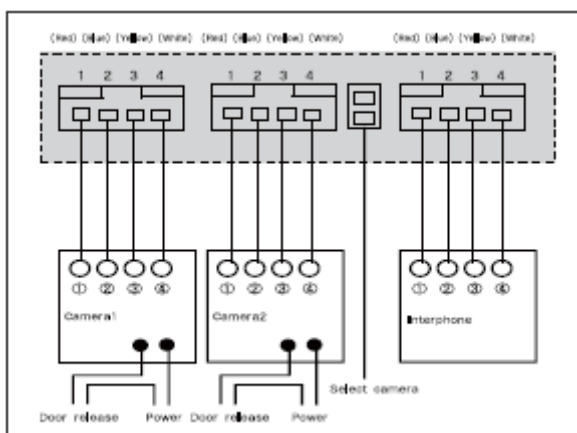 (Red) (Blue) (Yellow) (White) (Red) (Blue) (Yellow) (White) (Red) (Blue) (Yellow) (White)
1 2 3 4 1 2 3 4 1 2 3 4
① ② ③ ④ ① ② ③ ④ ① ② ③ ④
Camera1 Camera2 Interphone
Select camera
Door release Power Door release Power